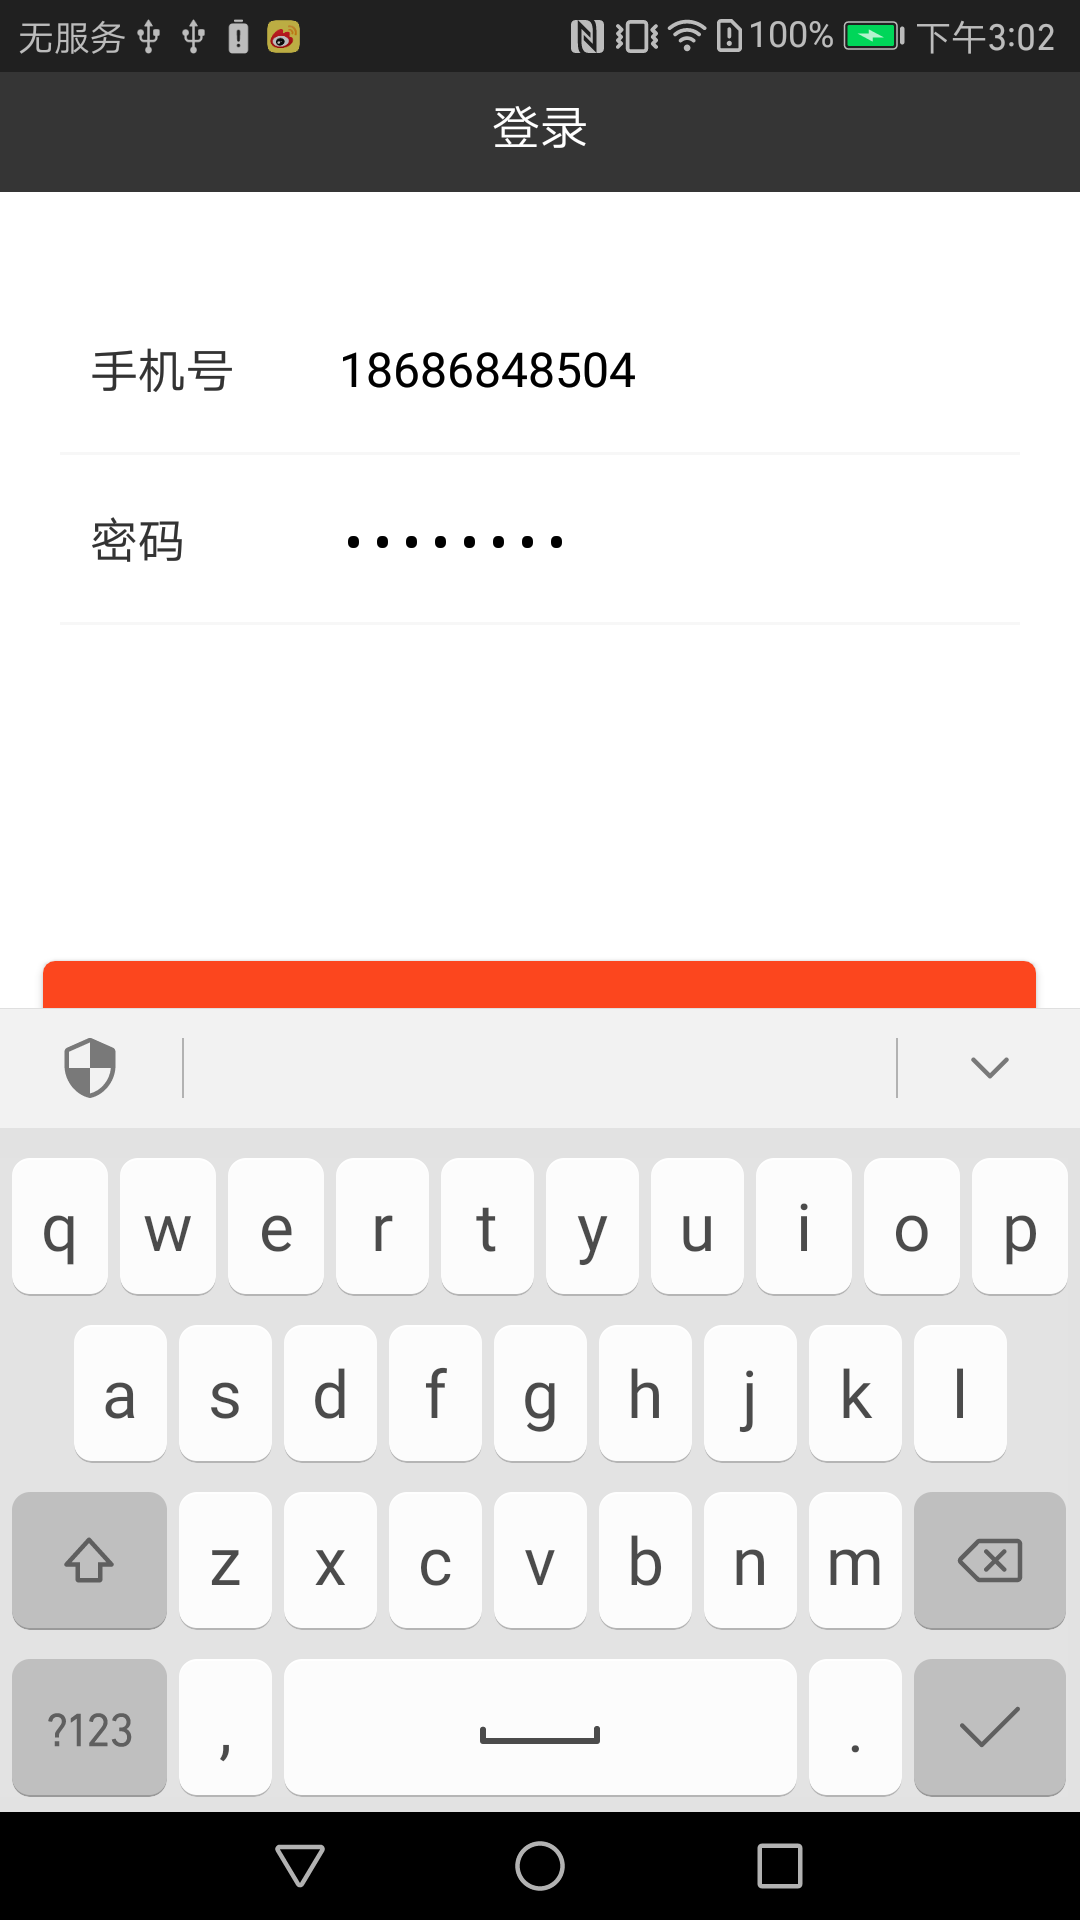 无服务 100% 下午3:02
登录
手机号 18686848504
密码 ••••••••
q w e r t y u i o p
a s d f g h j k l
z x c v b n m
?123 , .